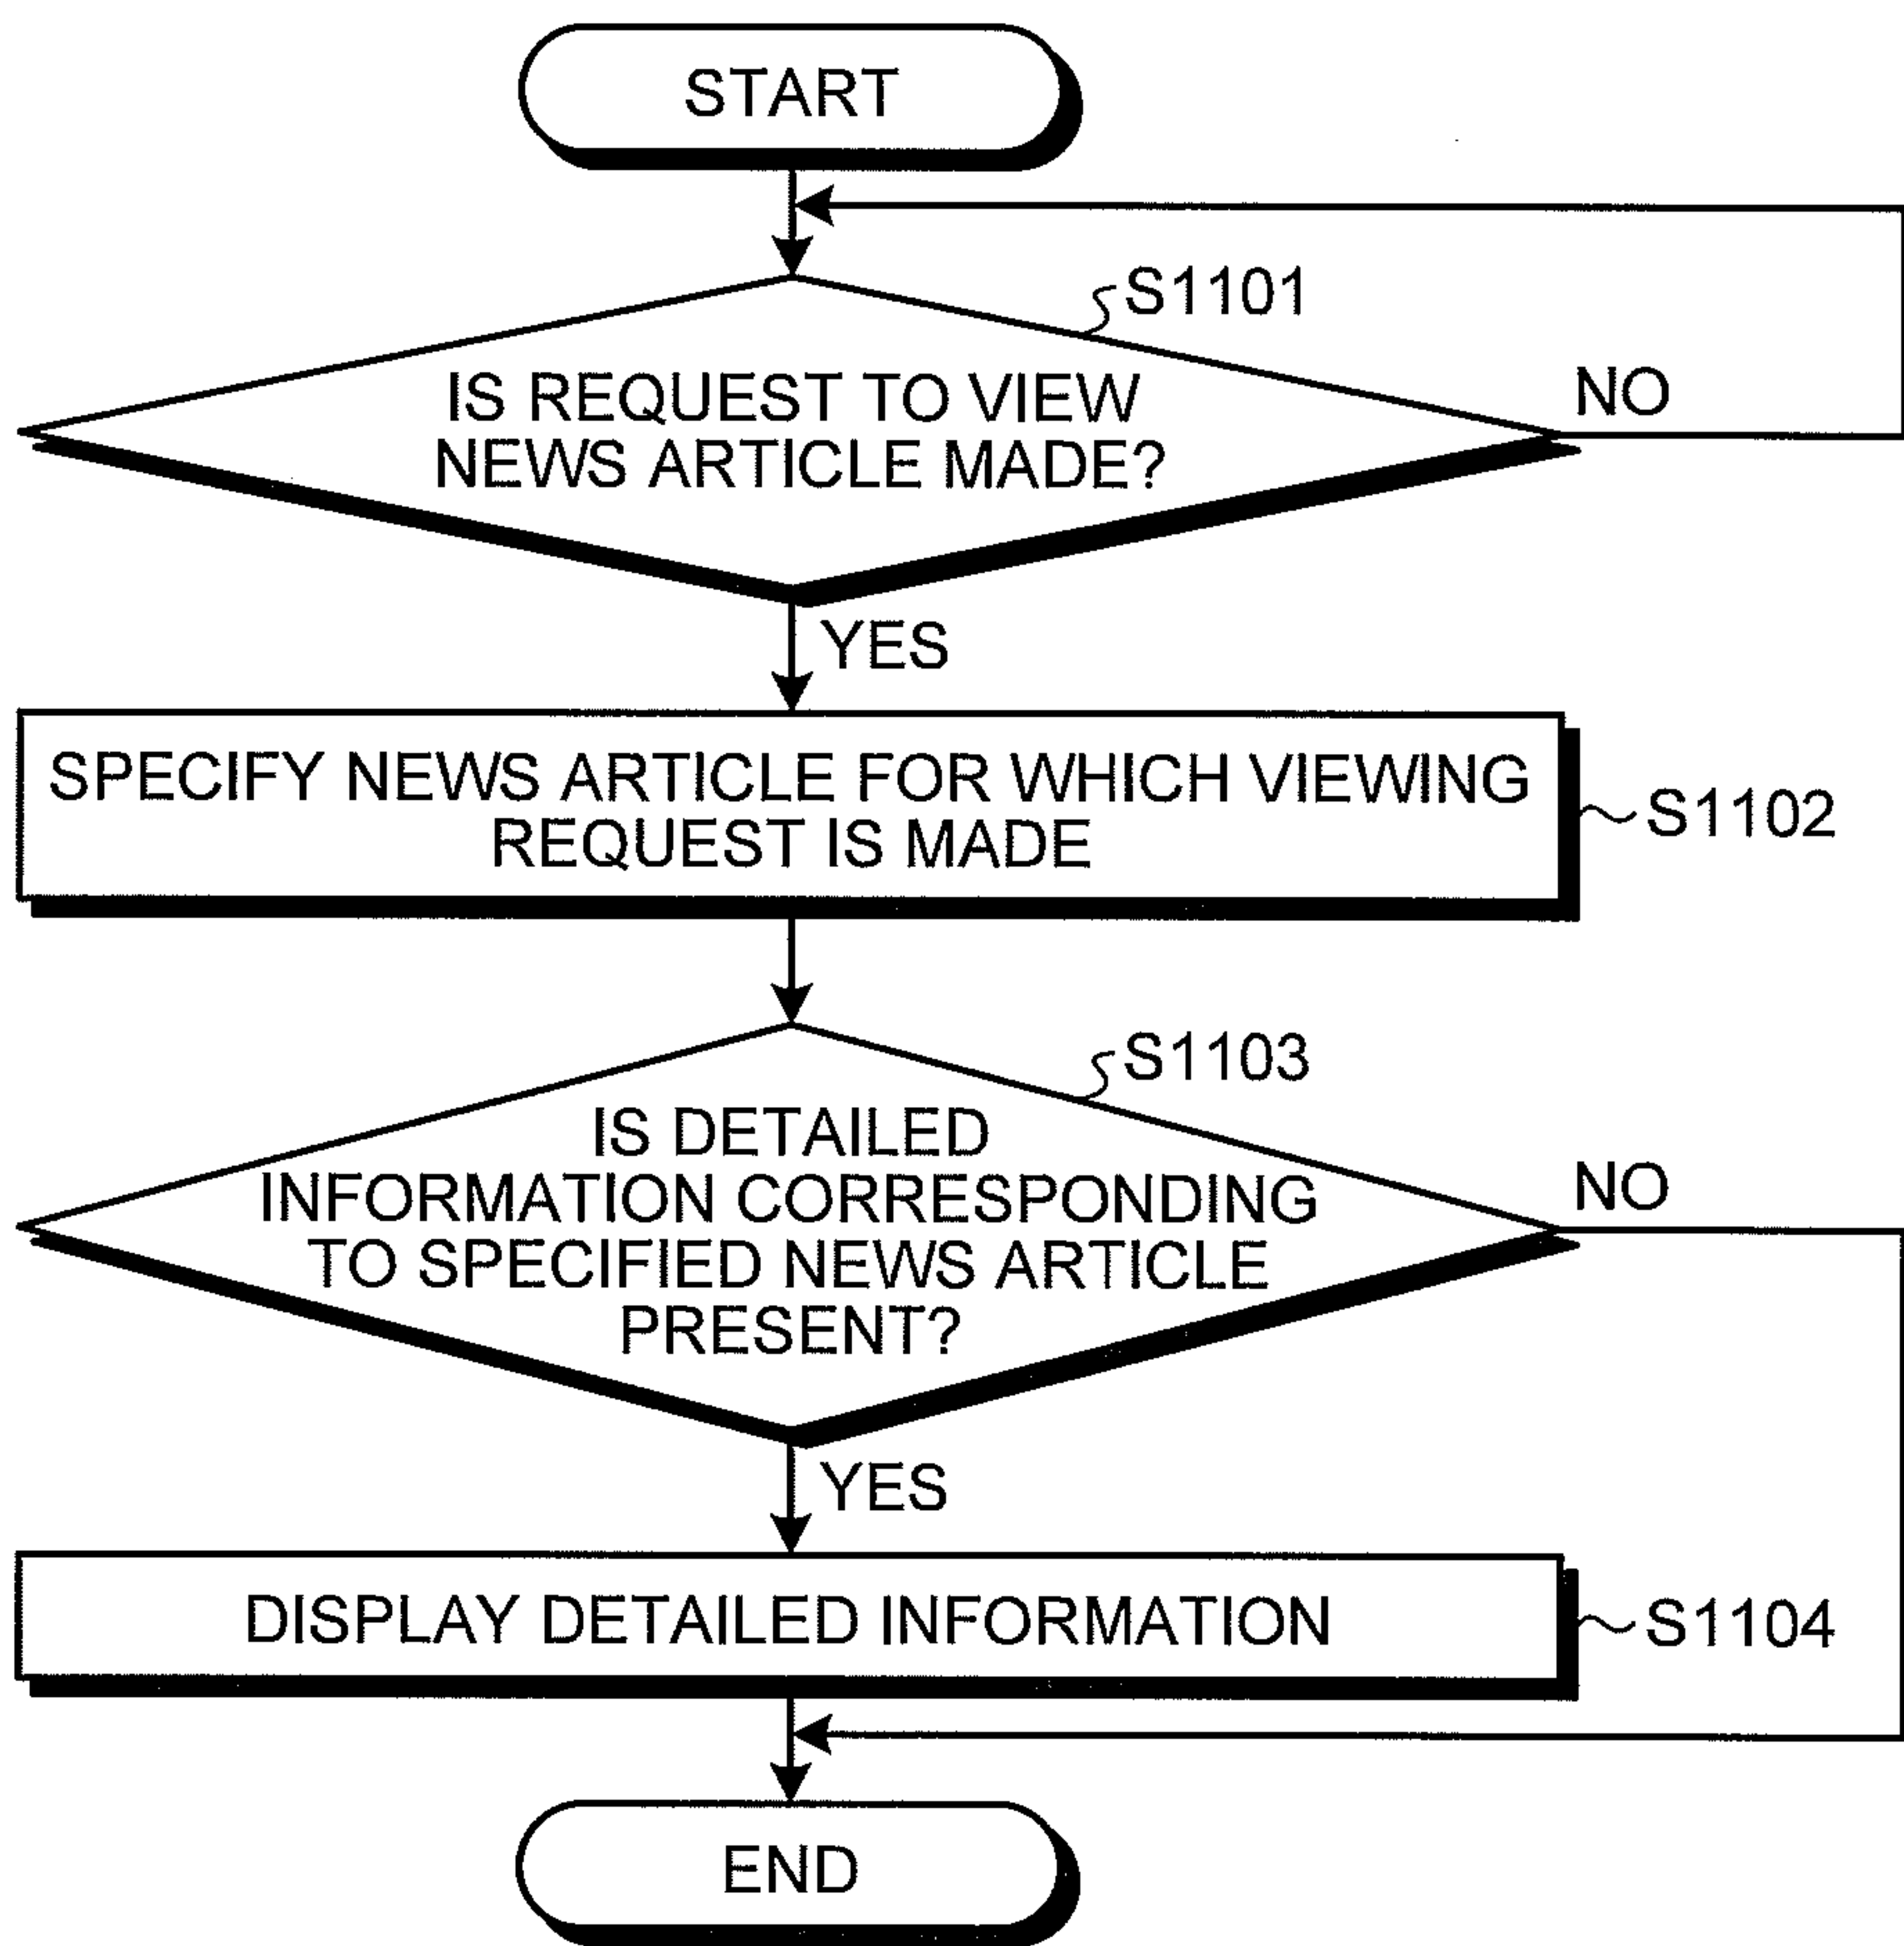 START
S1101
IS REQUEST TO VIEW
NEWS ARTICLE MADE?
NO
YES
SPECIFY NEWS ARTICLE FOR WHICH VIEWING
REQUEST IS MADE
S1102
S1103
IS DETAILED
INFORMATION CORRESPONDING
TO SPECIFIED NEWS ARTICLE
PRESENT?
NO
YES
DISPLAY DETAILED INFORMATION
S1104
END